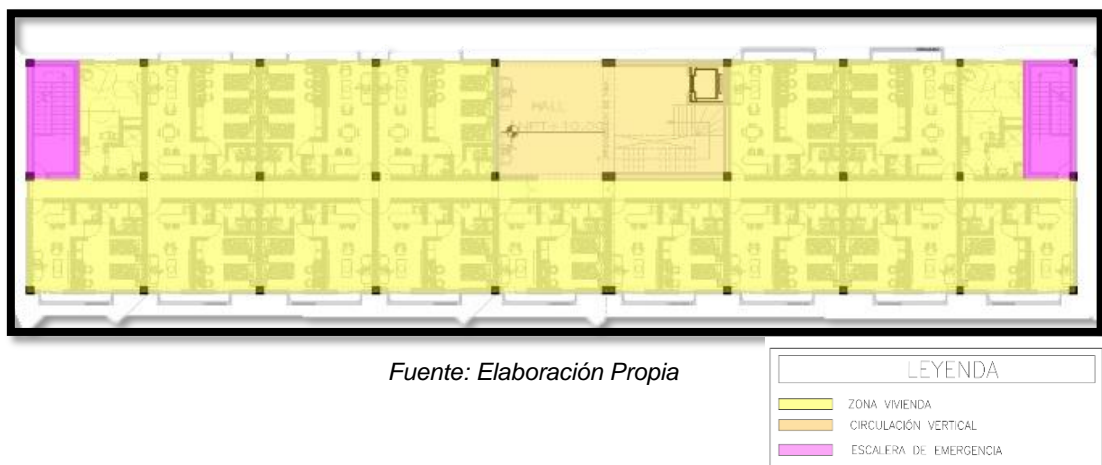 HALL
Fuente: Elaboración Propia
LEYENDA
ZONA VIVIENDA
CIRCULACIÓN VERTICAL
ESCALERA DE EMERGENCIA